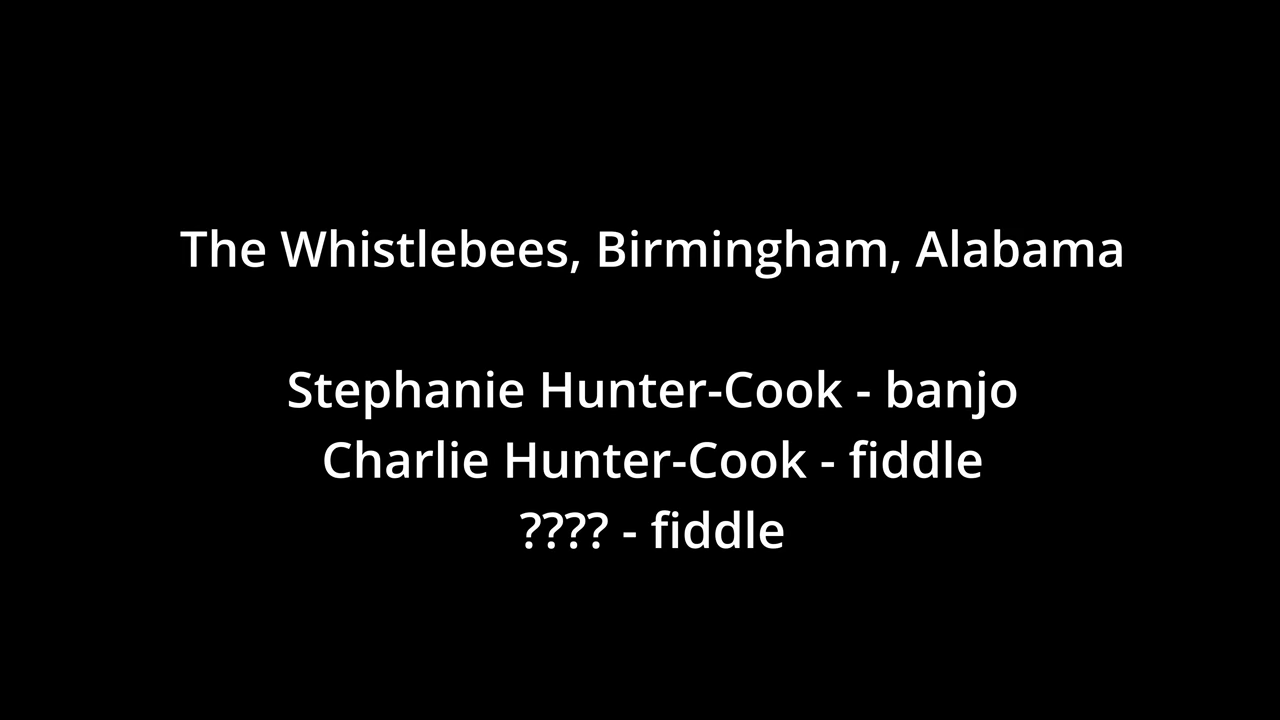 The Whistlebees, Birmingham, Alabama
Stephanie Hunter-Cook - banjo
Charlie Hunter-Cook - fiddle
???? - fiddle